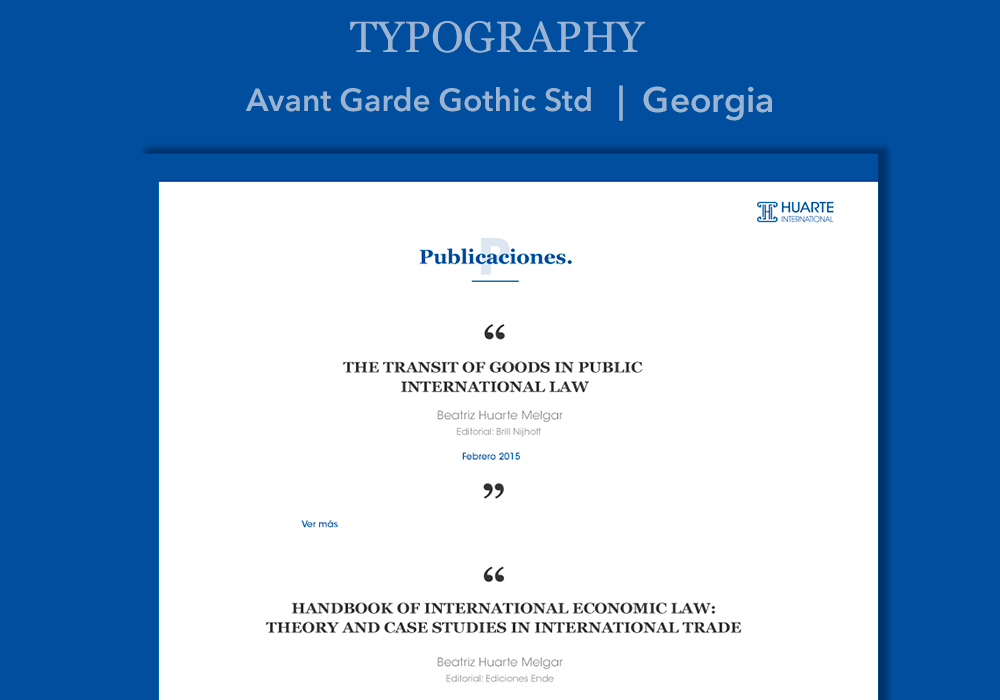 TYPOGRAPHY
Avant Garde Gothic Std | Georgia
HUARTE
INTERNATIONAL
P
Publicaciones.
“
THE TRANSIT OF GOODS IN PUBLIC
INTERNATIONAL LAW
Beatriz Huarte Melgar
Editorial: Brill Nijhoff
Febrero 2015
”
Ver más
“
HANDBOOK OF INTERNATIONAL ECONOMIC LAW:
THEORY AND CASE STUDIES IN INTERNATIONAL TRADE
Beatriz Huarte Melgar
Editorial: Ediciones Ende